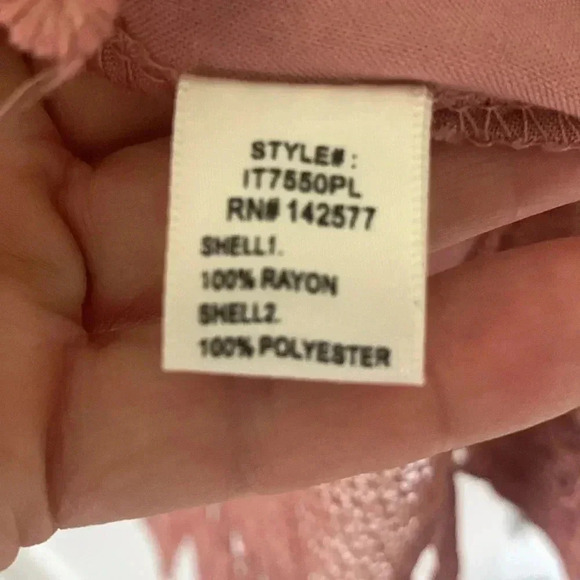 STYLE#:
IT7550PL
RN# 142577
SHELL1.
100% RAYON
SHELL2.
100% POLYESTER